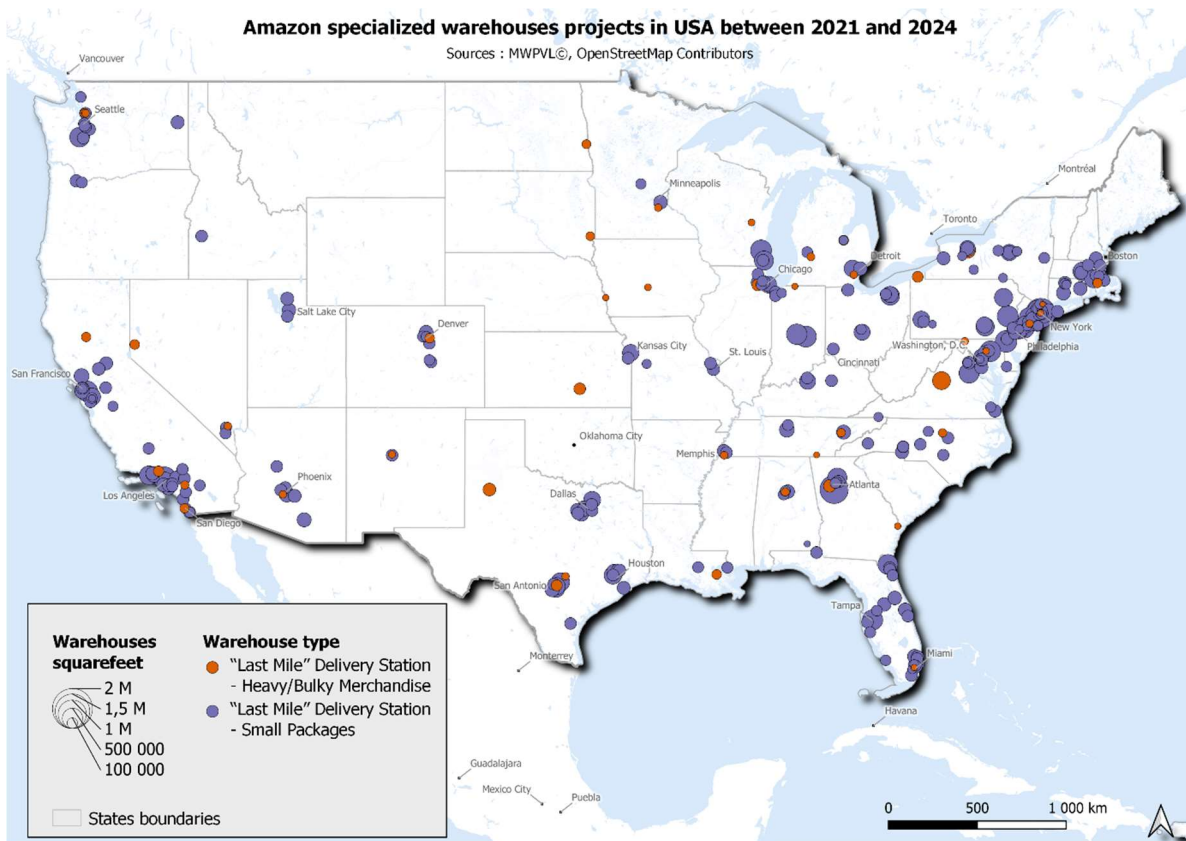 Amazon specialized warehouses projects in USA between 2021 and 2024
Sources : MWPVL©, OpenStreetMap Contributors
Vancouver
Seattle
Montréal
Minneapolis
Toronto
Boston
Detroit
Chicago
Salt Lake City
Denver
New York
Kansas City
Washington, D.C.
Philadelphia
San Francisco
St. Louis
Cincinnati
Oklahoma City
Memphis
Phoenix
Los Angeles
Atlanta
Dallas
San Diego
Houston
San Antonio
Tampa
Miami
Monterrey
Havana
Guadalajara
Mexico City
Puebla
Warehouses
squarefeet
2 M
1,5 M
1 M
500 000
100 000
Warehouse type
“Last Mile” Delivery Station
- Heavy/Bulky Merchandise
“Last Mile” Delivery Station
- Small Packages
States boundaries
0 500 1 000 km